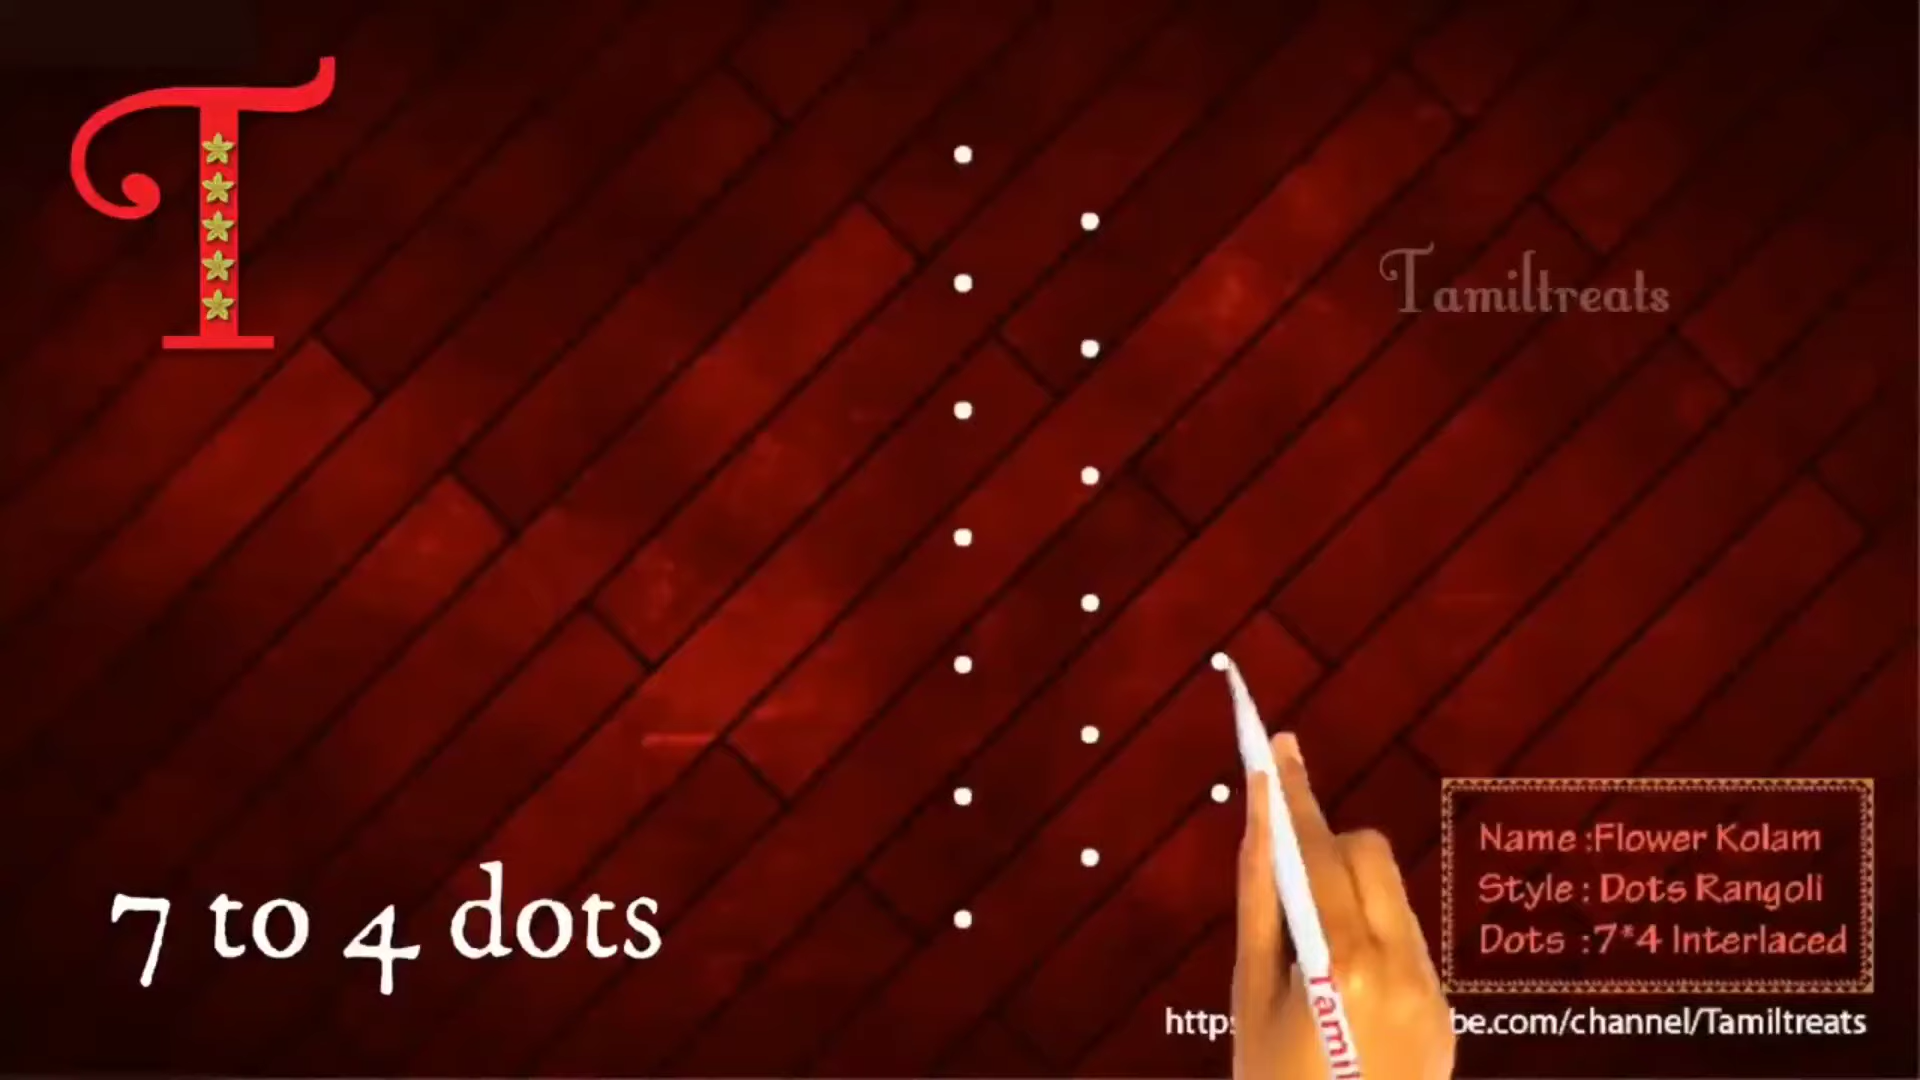 T
Tamiltreats
7 to 4 dots
Name :Flower Kolam
Style : Dots Rangoli
Dots :7*4 Interlaced
be.com/channel/Tamiltreats
Tamil